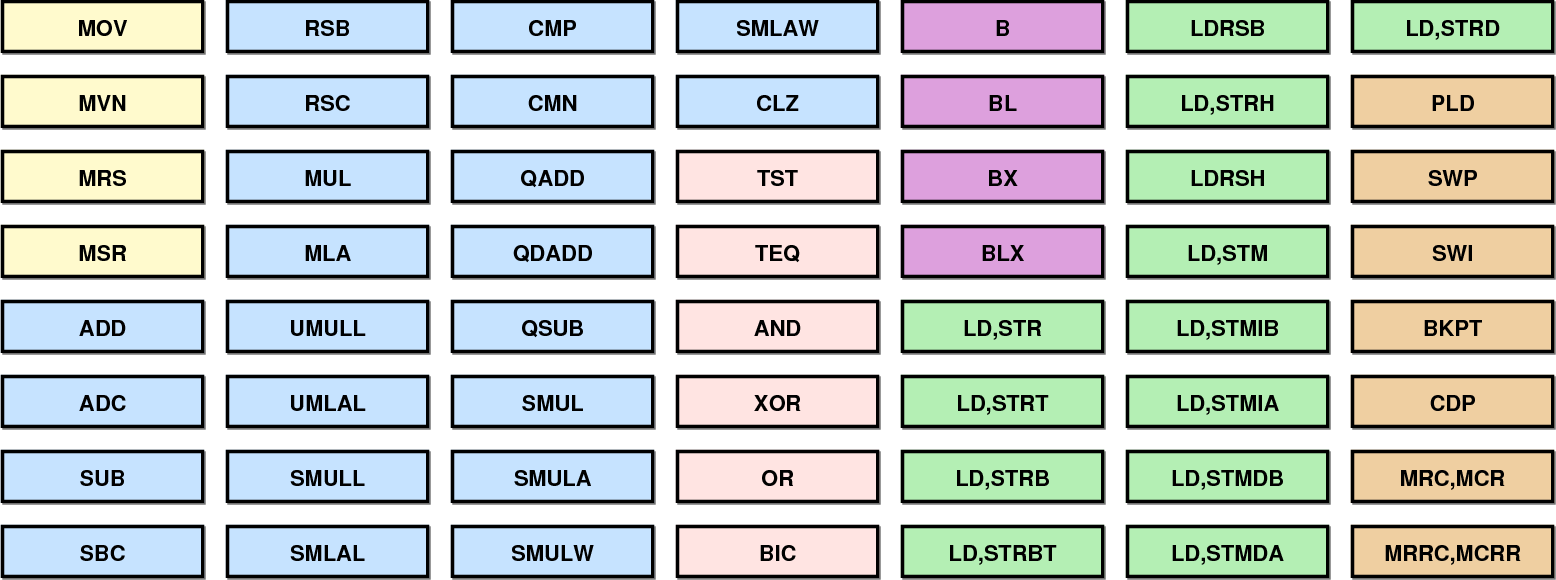 MOV RSB CMP SMLAW B LDRSB LD,STRD
MVN RSC CMN CLZ BL LD,STRH PLD
MRS MUL QADD TST BX LDRSH SWP
MSR MLA QDADD TEQ BLX LD,STM SWI
ADD UMULL QSUB AND LD,STR LD,STMIB BKPT
ADC UMLAL SMUL XOR LD,STRT LD,STMIA CDP
SUB SMULL SMULA OR LD,STRB LD,STMDB MRC,MCR
SBC SMLAL SMULW BIC LD,STRBT LD,STMDA MRRC,MCRR